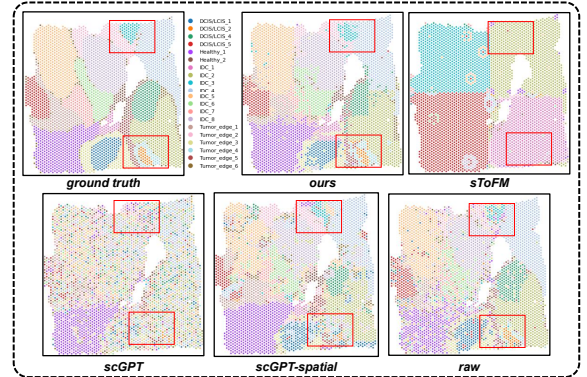 DCIS/LCIS_1
DCIS/LCIS_2
DCIS/LCIS_4
DCIS/LCIS_5
Healthy_1
Healthy_2
IDC_1
IDC_2
IDC_3
IDC_4
IDC_5
IDC_6
IDC_7
IDC_8
Tumor_edge_1
Tumor_edge_2
Tumor_edge_3
Tumor_edge_4
Tumor_edge_5
Tumor_edge_6
ground truth
ours
sToFM
scGPT
scGPT-spatial
raw